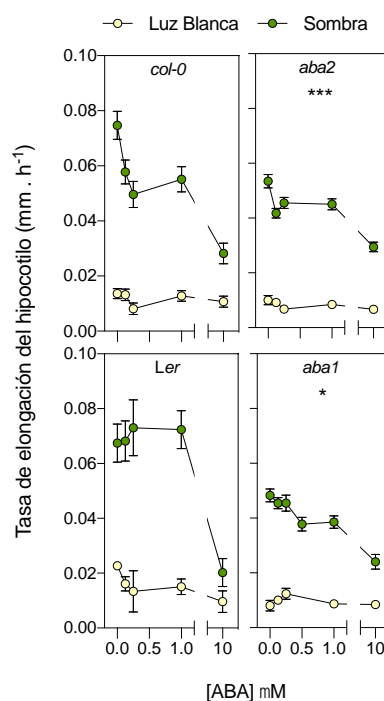 Luz Blanca Sombra
col-0 aba2
***
0.10
0.08
0.06
0.04
0.02
0.00
Ler aba1
*
0.10
0.08
0.06
0.04
0.02
0.00
0.0 0.5 1.0 10 0.0 0.5 1.0 10
Tasa de elongación del hipocotilo (mm . h⁻¹)
[ABA] mM